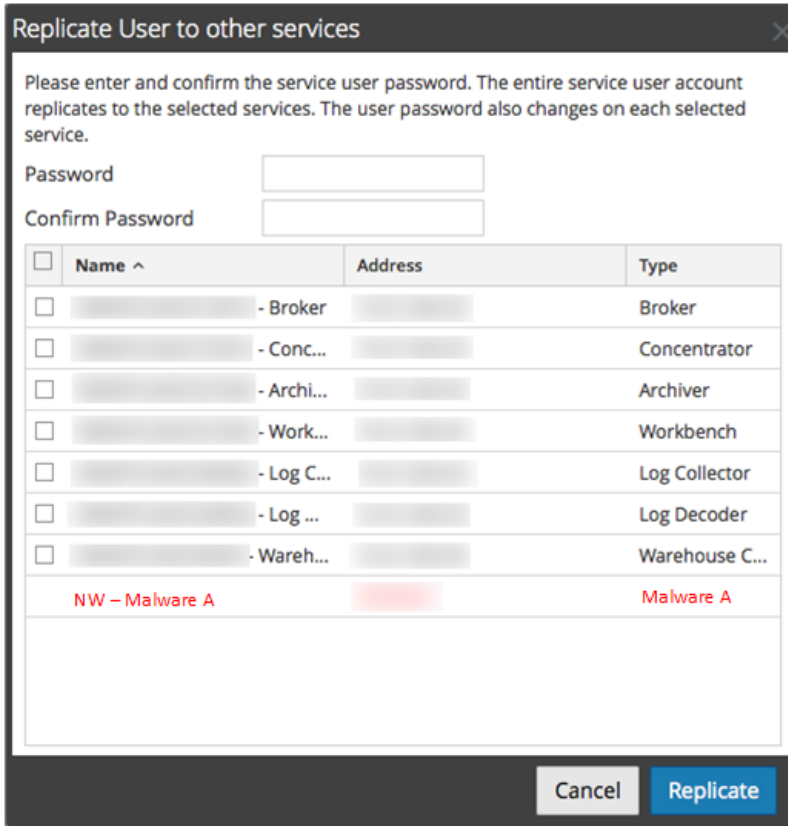 Replicate User to other services
Please enter and confirm the service user password. The entire service user account
replicates to the selected services. The user password also changes on each selected
service.
Password
Confirm Password
Name Address Type
- Broker Broker
- Conc... Concentrator
- Archi... Archiver
- Work... Workbench
- Log C... Log Collector
- Log ... Log Decoder
- Wareh... Warehouse C...
NW – Malware A Malware A
Cancel Replicate